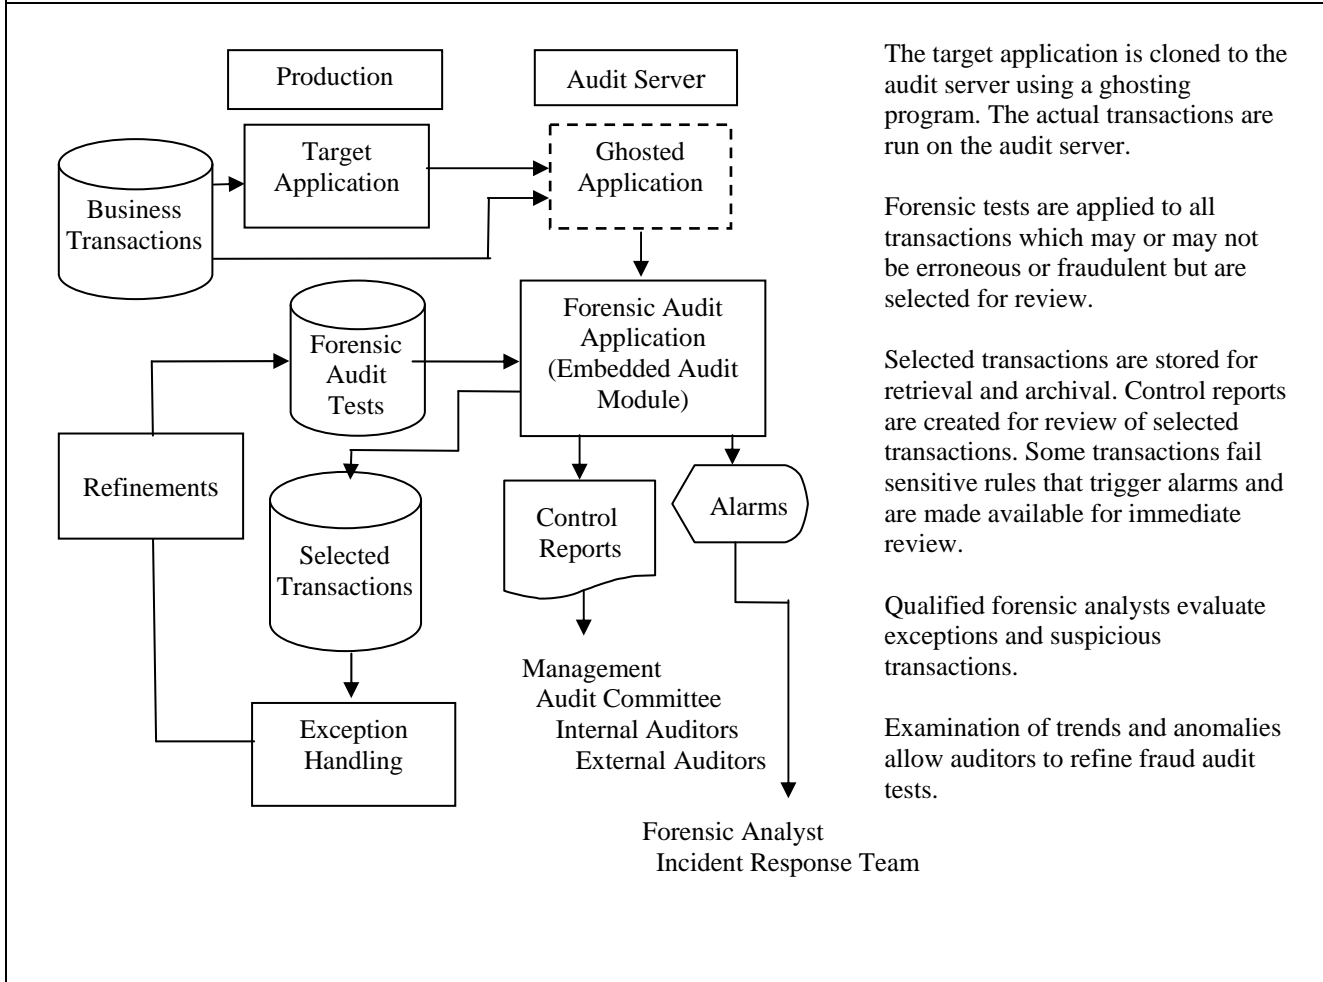 Production
Audit Server
Target
Application
Ghosted
Application
Business
Transactions
Forensic
Audit
Tests
Forensic Audit
Application
(Embedded Audit
Module)
Refinements
Selected
Transactions
Control
Reports
Alarms
Exception
Handling
Management
Audit Committee
Internal Auditors
External Auditors
Forensic Analyst
Incident Response Team
The target application is cloned to the
audit server using a ghosting
program. The actual transactions are
run on the audit server.
Forensic tests are applied to all
transactions which may or may not
be erroneous or fraudulent but are
selected for review.
Selected transactions are stored for
retrieval and archival. Control reports
are created for review of selected
transactions. Some transactions fail
sensitive rules that trigger alarms and
are made available for immediate
review.
Qualified forensic analysts evaluate
exceptions and suspicious
transactions.
Examination of trends and anomalies
allow auditors to refine fraud audit
tests.